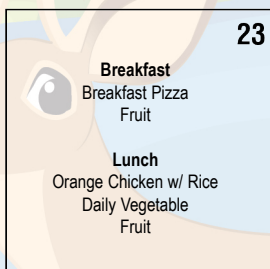 23
Breakfast
Breakfast Pizza
Fruit
Lunch
Orange Chicken w/ Rice
Daily Vegetable
Fruit